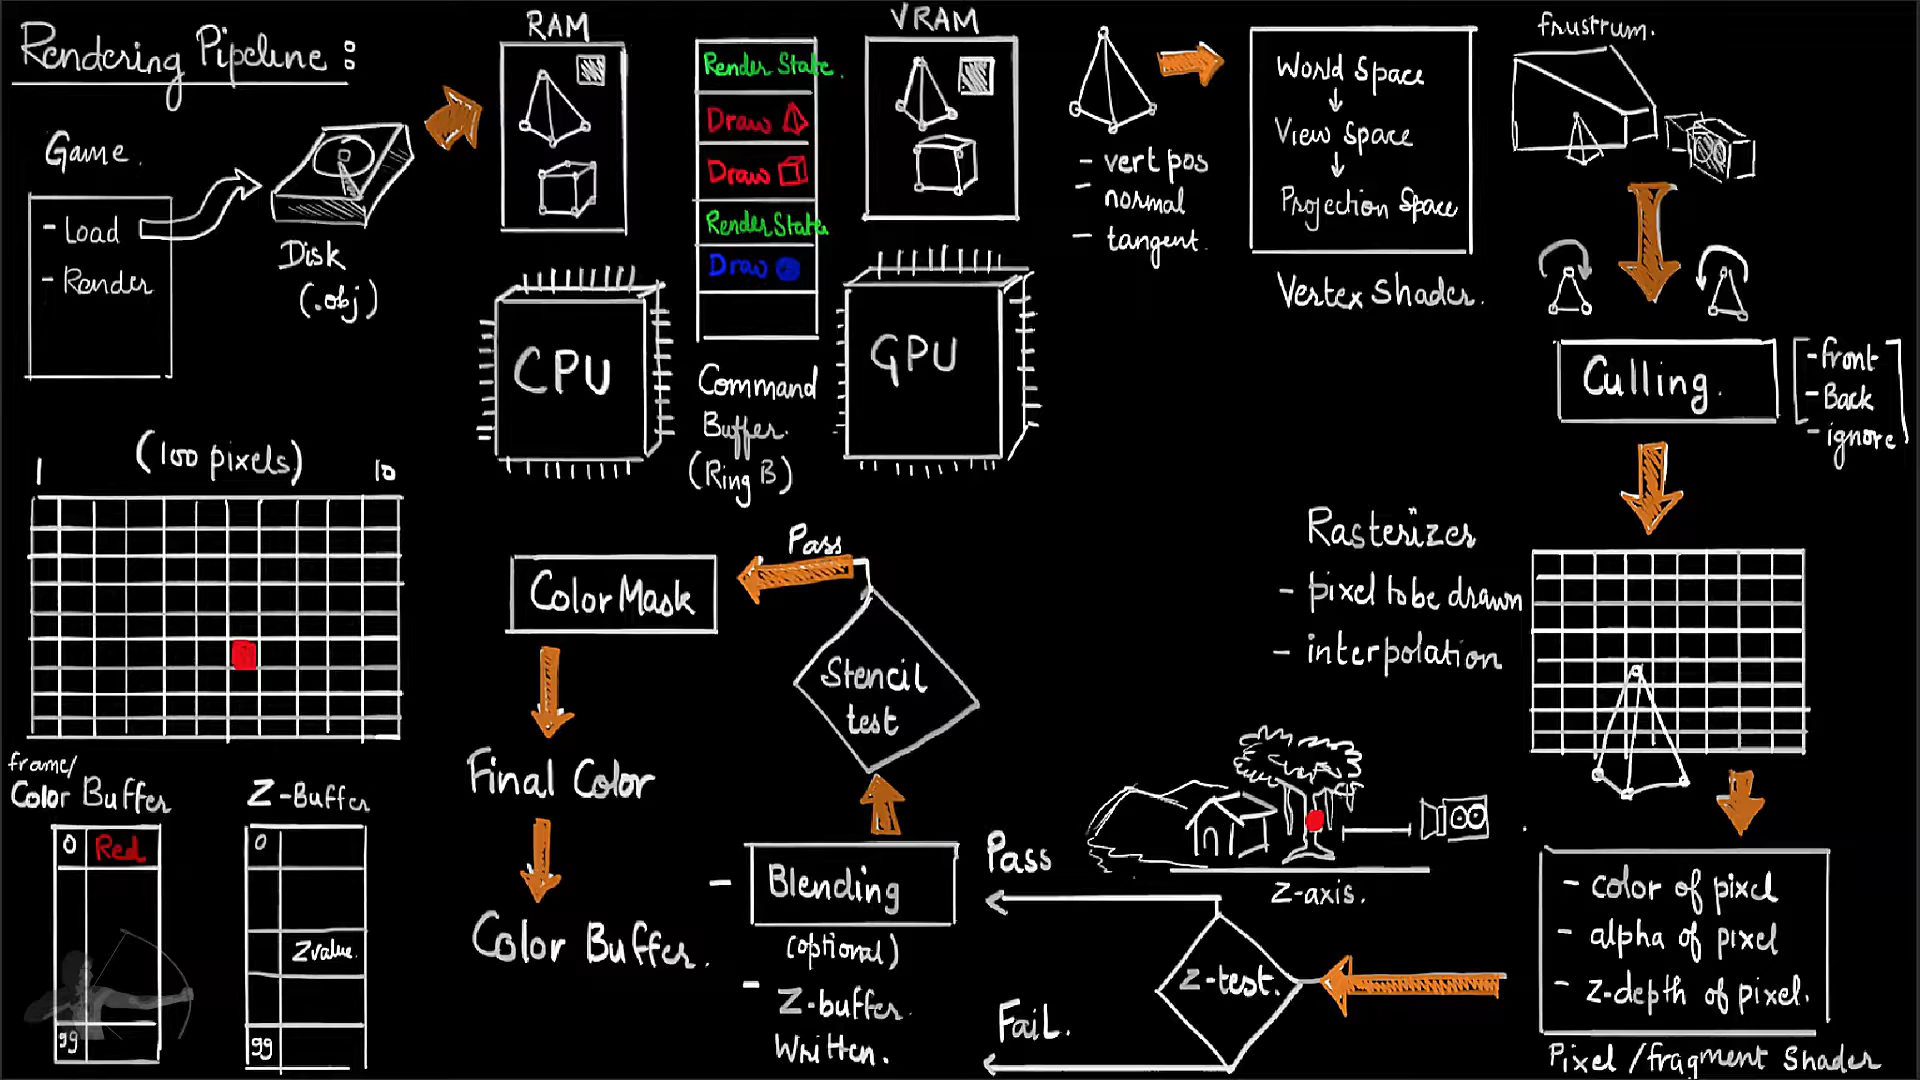 Rendering Pipeline :
Game.
- Load
- Render
Disk
(.obj)
RAM
CPU
Render State.
Draw
Draw
Render State
Draw
Command
Buffer.
(Ring B)
VRAM
GPU
- vert pos
- normal
- tangent.
World Space
View Space
Projection Space
Vertex Shader.
frustrum.
Culling.
- front
- Back
- ignore
Rasterizer
- pixel to be drawn
- interpolation
- color of pixel
- alpha of pixel
- z-depth of pixel.
Pixel / fragment Shader
z-axis.
z-test.
Pass
Fail.
- Blending
(optional)
- Z-buffer
Written.
Stencil
test
Pass
Color Mask
Final Color
Color Buffer.
(100 pixels)
1
10
frame/
Color Buffer
0 Red
99
Z-Buffer
0
Z value.
99